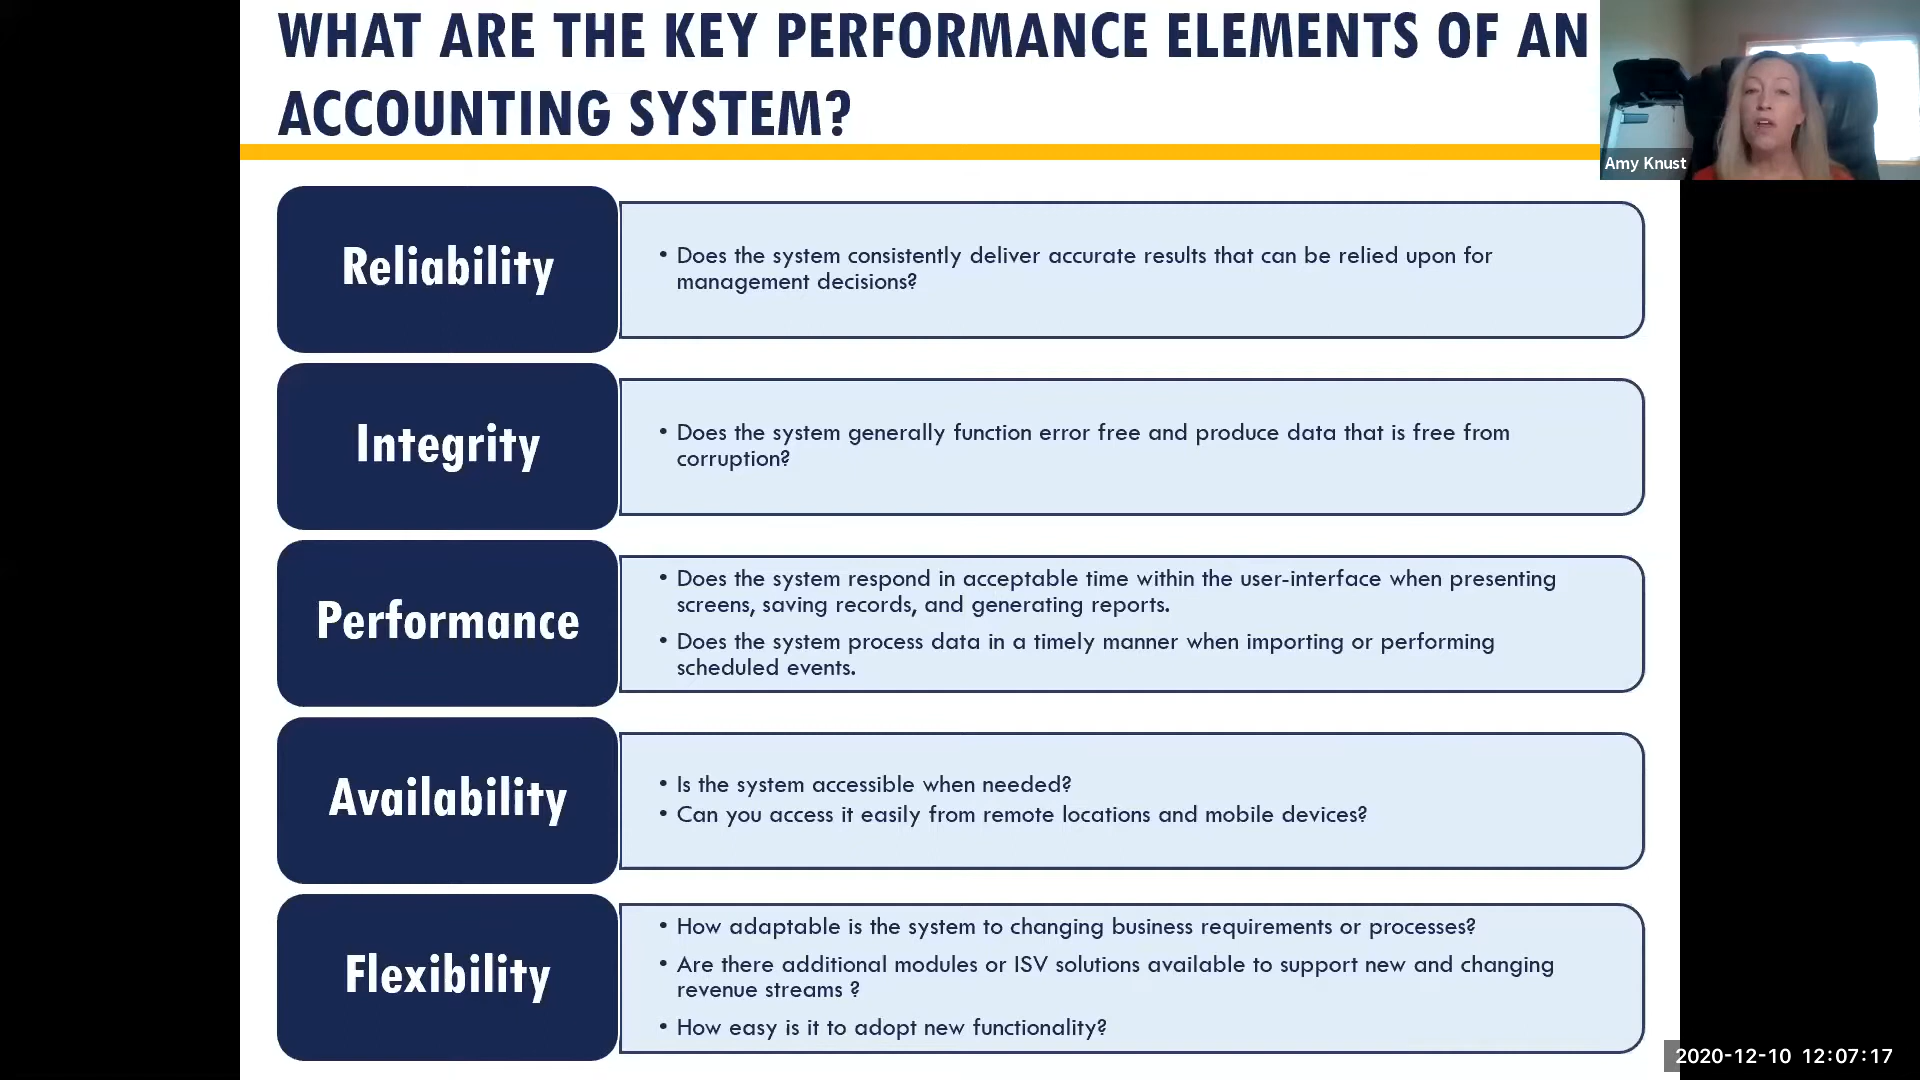 WHAT ARE THE KEY PERFORMANCE ELEMENTS OF AN
ACCOUNTING SYSTEM?
Amy Knust
Reliability
• Does the system consistently deliver accurate results that can be relied upon for
management decisions?
Integrity
• Does the system generally function error free and produce data that is free from
corruption?
Performance
• Does the system respond in acceptable time within the user-interface when presenting
screens, saving records, and generating reports.
• Does the system process data in a timely manner when importing or performing
scheduled events.
Availability
• Is the system accessible when needed?
• Can you access it easily from remote locations and mobile devices?
Flexibility
• How adaptable is the system to changing business requirements or processes?
• Are there additional modules or ISV solutions available to support new and changing
revenue streams ?
• How easy is it to adopt new functionality?
2020-12-10 12:07:17